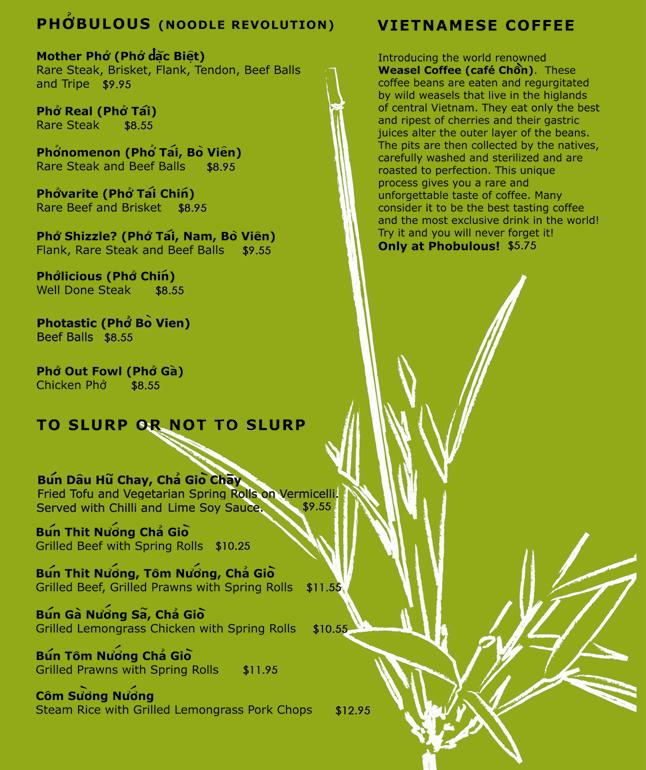 PHỞBULOUS (NOODLE REVOLUTION)
Mother Phở (Phở đặc Biệt)
Rare Steak, Brisket, Flank, Tendon, Beef Balls
and Tripe $9.95
Phở Real (Phở Tái)
Rare Steak $8.55
Phởnomenon (Phở Tái, Bò Viên)
Rare Steak and Beef Balls $8.95
Phởvarite (Phở Tái Chín)
Rare Beef and Brisket $8.95
Phở Shizzle? (Phở Tái, Nam, Bò Viên)
Flank, Rare Steak and Beef Balls $9.55
Phởlicious (Phở Chín)
Well Done Steak $8.55
Photastic (Phở Bò Vien)
Beef Balls $8.55
Phở Out Fowl (Phở Gà)
Chicken Phở $8.55
TO SLURP OR NOT TO SLURP
Bún Dâu Hũ Chay, Chả Giò Chãy
Fried Tofu and Vegetarian Spring Rolls on Vermicelli.
Served with Chilli and Lime Soy Sauce. $9.55
Bún Thit Nướng Chả Giò
Grilled Beef with Spring Rolls $10.25
Bún Thit Nướng, Tôm Nướng, Chả Giò
Grilled Beef, Grilled Prawns with Spring Rolls $11.55
Bún Gà Nướng Sã, Chả Giò
Grilled Lemongrass Chicken with Spring Rolls $10.55
Bún Tôm Nướng Chả Giò
Grilled Prawns with Spring Rolls $11.95
Côm Sường Nướng
Steam Rice with Grilled Lemongrass Pork Chops $12.95
VIETNAMESE COFFEE
Introducing the world renowned
Weasel Coffee (café Chồn). These
coffee beans are eaten and regurgitated
by wild weasels that live in the higlands
of central Vietnam. They eat only the best
and ripest of cherries and their gastric
juices alter the outer layer of the beans.
The pits are then collected by the natives,
carefully washed and sterilized and are
roasted to perfection. This unique
process gives you a rare and
unforgettable taste of coffee. Many
consider it to be the best tasting coffee
and the most exclusive drink in the world!
Try it and you will never forget it!
Only at Phobulous! $5.75